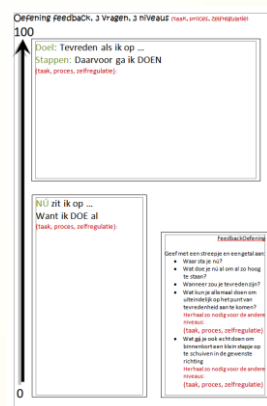 Oefening Feedback, 3 vragen, 3 niveaus (taak, proces, zelfregulatie)
100
Doel: Tevreden als ik op ...
Stappen: Daarvoor ga ik DOEN
(taak, proces, zelfregulatie):
NÚ zit ik op ...
Want ik DOE al
(taak, proces, zelfregulatie):
FeedbackOefening
Geef met een streepje en een getal aan:
Waar sta je nú?
Wat doe je nú al om al zo hoog
te staan?
Wanneer zou je tevreden zijn?
Wat kun je allemaal doen om
uiteindelijk op het punt van
tevredenheid aan te komen?
Herhaal zo nodig voor de andere
niveaus:
(taak, proces, zelfregulatie)
Wat ga je ook echt doen om
binnenkort een klein stapje op
te schuiven in de gewenste
richting
Herhaal zo nodig voor de andere
niveaus:
(taak, proces, zelfregulatie)
0